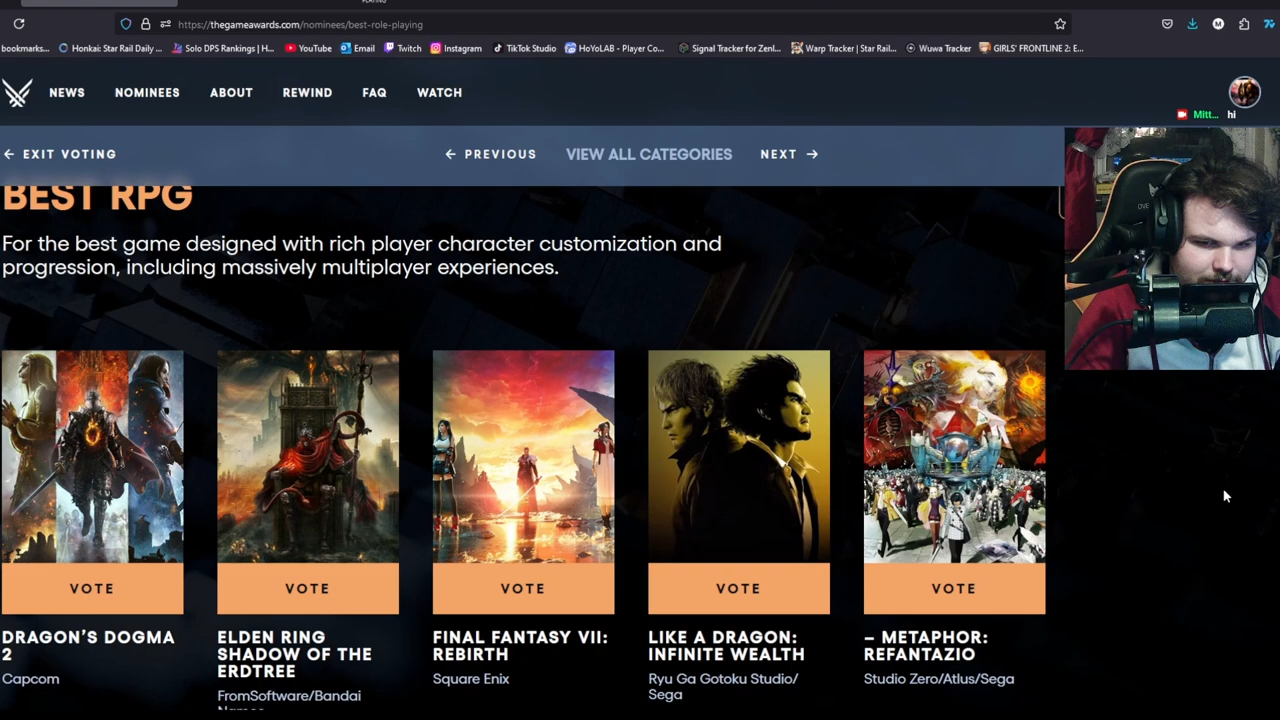 https://thegameawards.com/nominees/best-role-playing
bookmarks...
Honkai: Star Rail Daily ...
Solo DPS Rankings | H...
YouTube
Email
Twitch
Instagram
TikTok Studio
HoYoLAB - Player Co...
Signal Tracker for Zenl...
Warp Tracker | Star Rail...
Wuwa Tracker
GIRLS' FRONTLINE 2: E...
NEWS
NOMINEES
ABOUT
REWIND
FAQ
WATCH
Mitt... hi
← EXIT VOTING
← PREVIOUS
VIEW ALL CATEGORIES
NEXT →
BEST RPG
For the best game designed with rich player character customization and
progression, including massively multiplayer experiences.
VOTE
VOTE
VOTE
VOTE
VOTE
DRAGON'S DOGMA
2
Capcom
ELDEN RING
SHADOW OF THE
ERDTREE
FromSoftware/Bandai
FINAL FANTASY VII:
REBIRTH
Square Enix
LIKE A DRAGON:
INFINITE WEALTH
Ryu Ga Gotoku Studio/
Sega
– METAPHOR:
REFANTAZIO
Studio Zero/Atlus/Sega